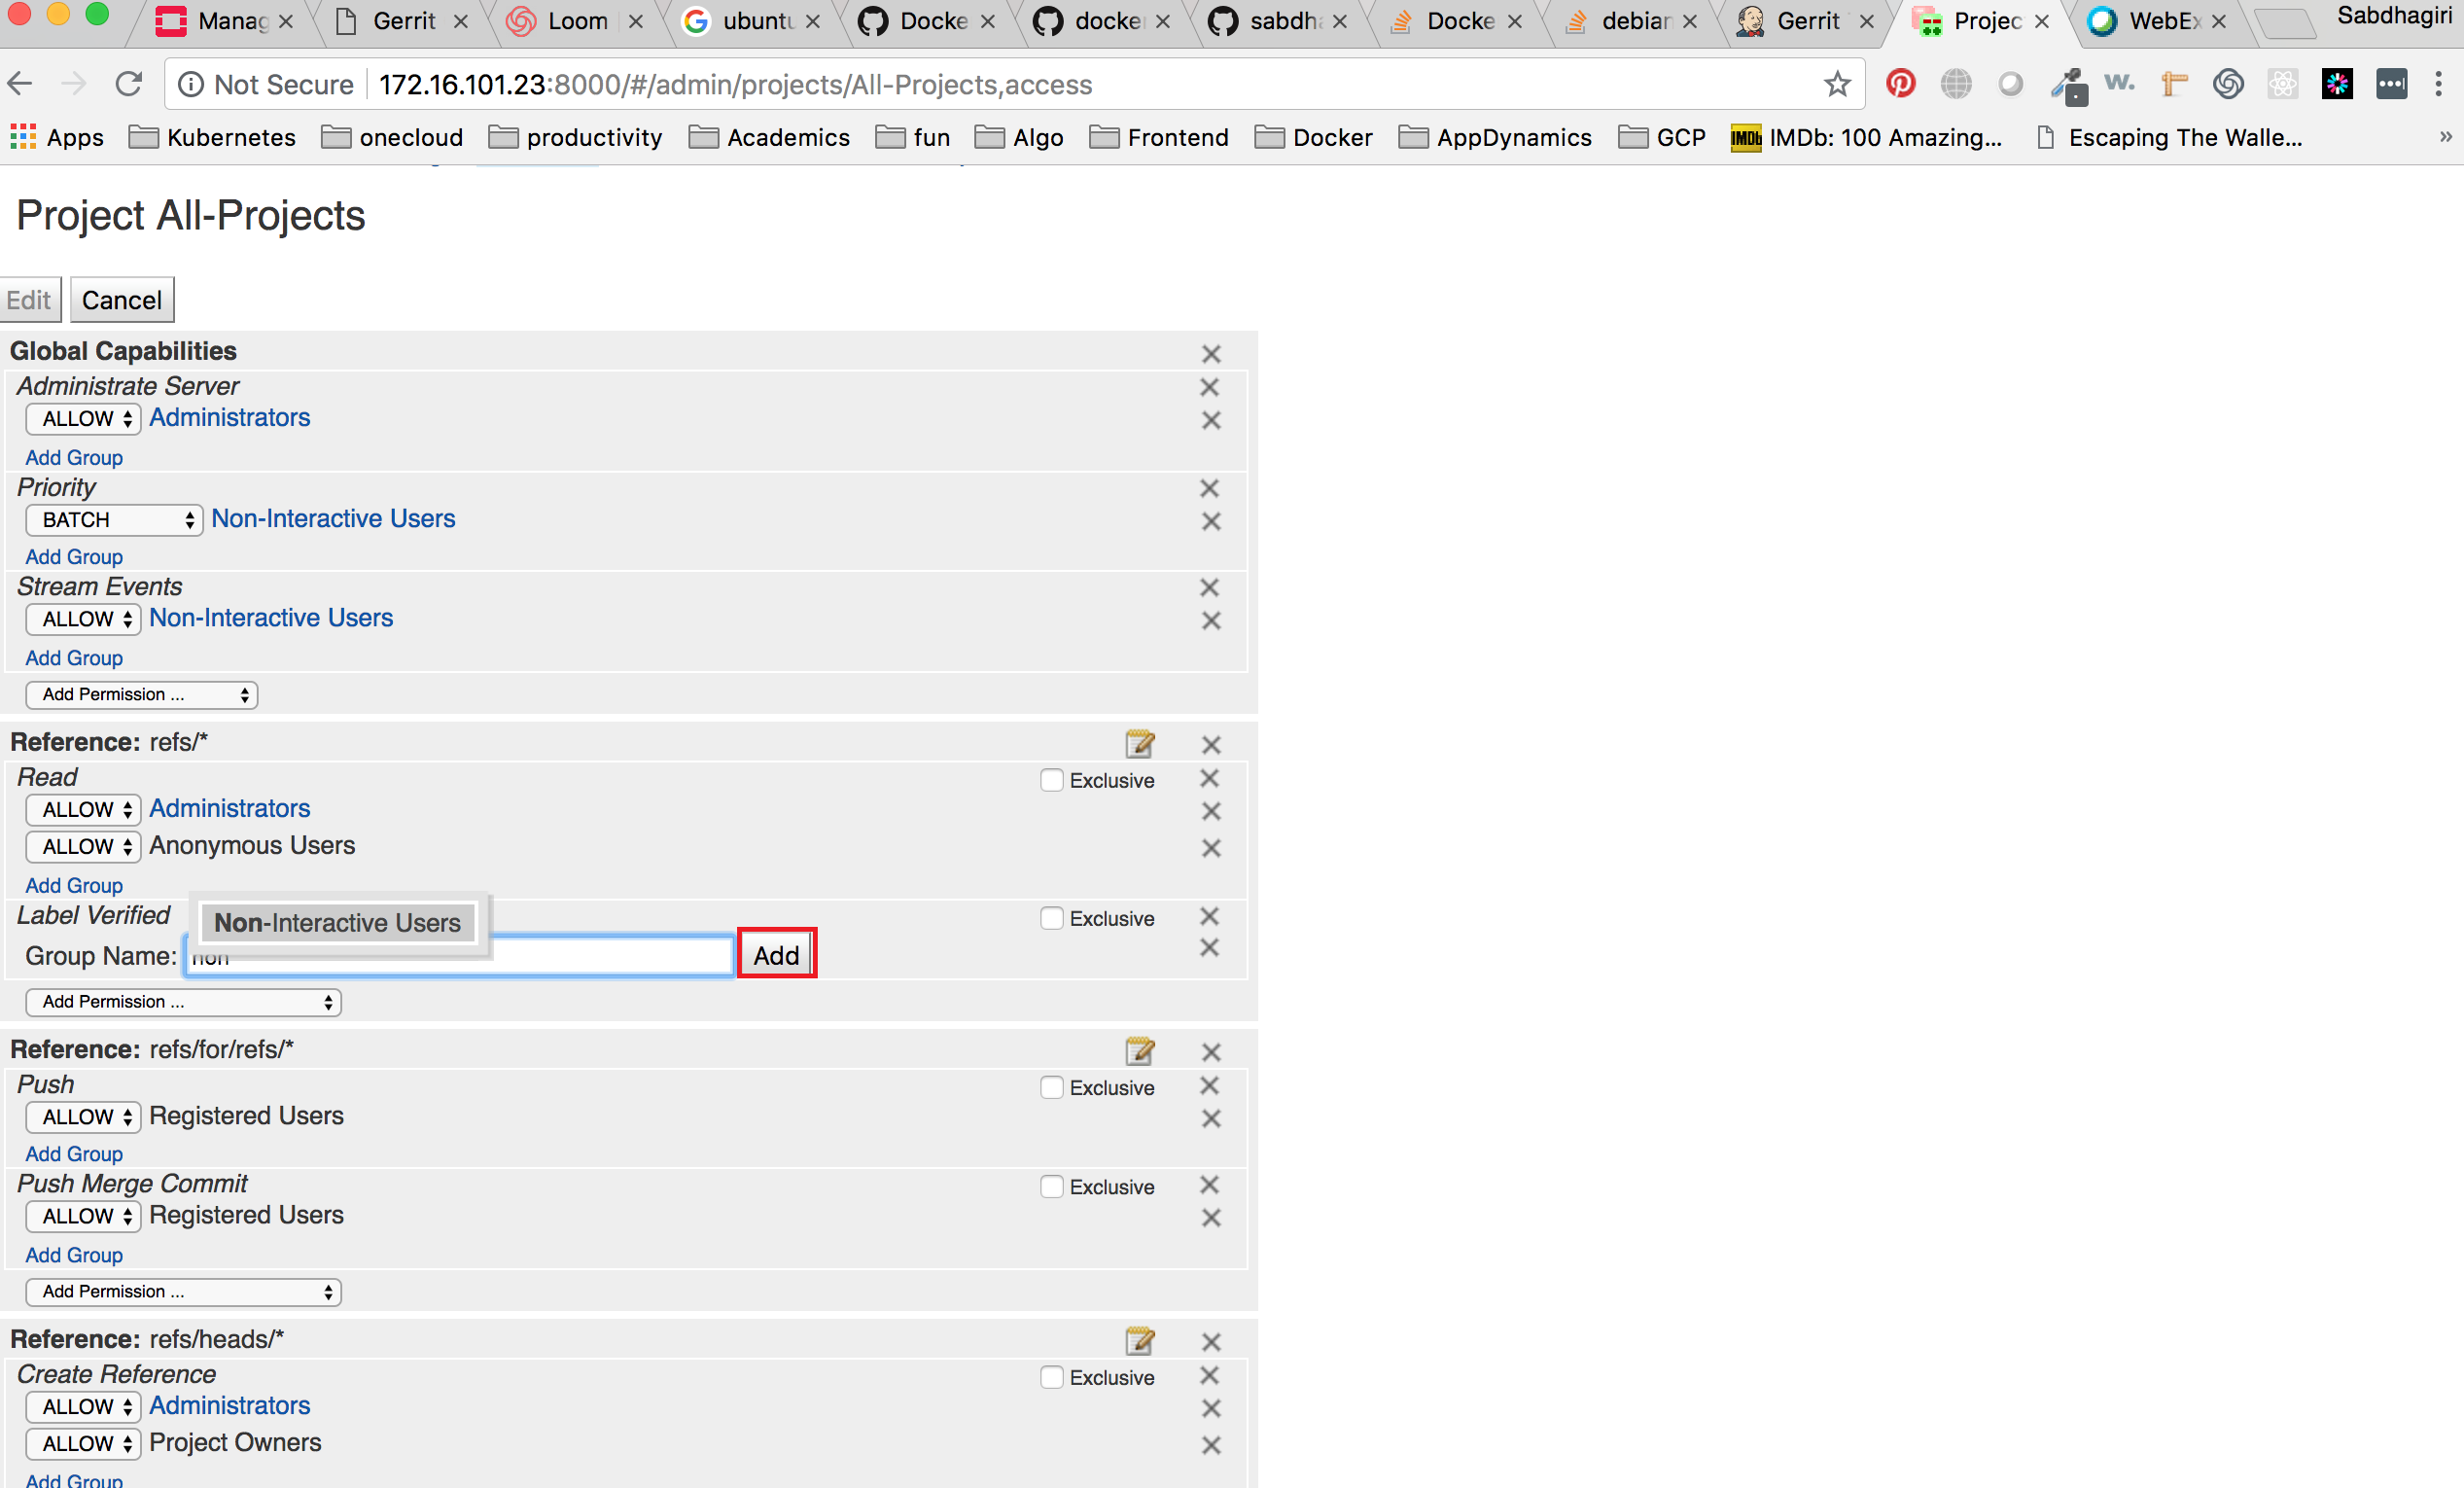 Manag Gerrit Loom ubuntu Docke docker sabdha Docke debian Gerrit Projec WebEx Sabdhagiri
Not Secure 172.16.101.23:8000/#/admin/projects/All-Projects,access
Apps Kubernetes onecloud productivity Academics fun Algo Frontend Docker AppDynamics GCP IMDb IMDb: 100 Amazing... Escaping The Walle... »
Project All-Projects
Edit Cancel
Global Capabilities
Administrate Server
ALLOW Administrators
Add Group
Priority
BATCH Non-Interactive Users
Add Group
Stream Events
ALLOW Non-Interactive Users
Add Group
Add Permission ...
Reference: refs/*
Read Exclusive
ALLOW Administrators
ALLOW Anonymous Users
Add Group
Label Verified Non-Interactive Users Exclusive
Group Name: non Add
Add Permission ...
Reference: refs/for/refs/*
Push Exclusive
ALLOW Registered Users
Add Group
Push Merge Commit Exclusive
ALLOW Registered Users
Add Group
Add Permission ...
Reference: refs/heads/*
Create Reference Exclusive
ALLOW Administrators
ALLOW Project Owners
Add Group